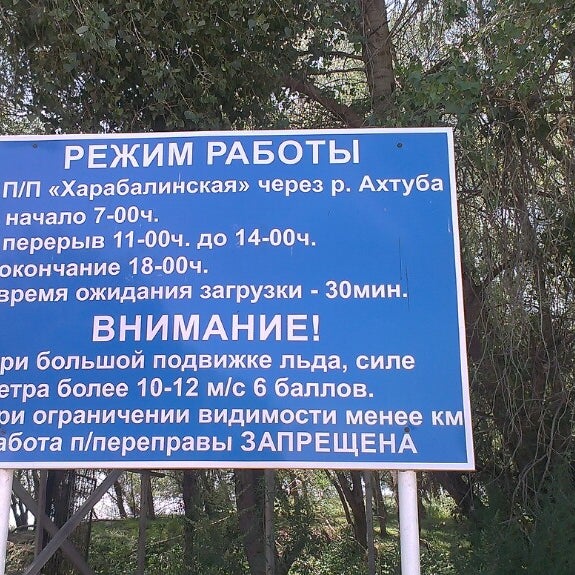 РЕЖИМ РАБОТЫ
П/П «Харабалинская» через р. Ахтуба
начало 7-00ч.
перерыв 11-00ч. до 14-00ч.
окончание 18-00ч.
время ожидания загрузки - 30мин.
ВНИМАНИЕ!
ри большой подвижке льда, силе
етра более 10-12 м/с 6 баллов.
ри ограничении видимости менее км
абота п/переправы ЗАПРЕЩЕНА